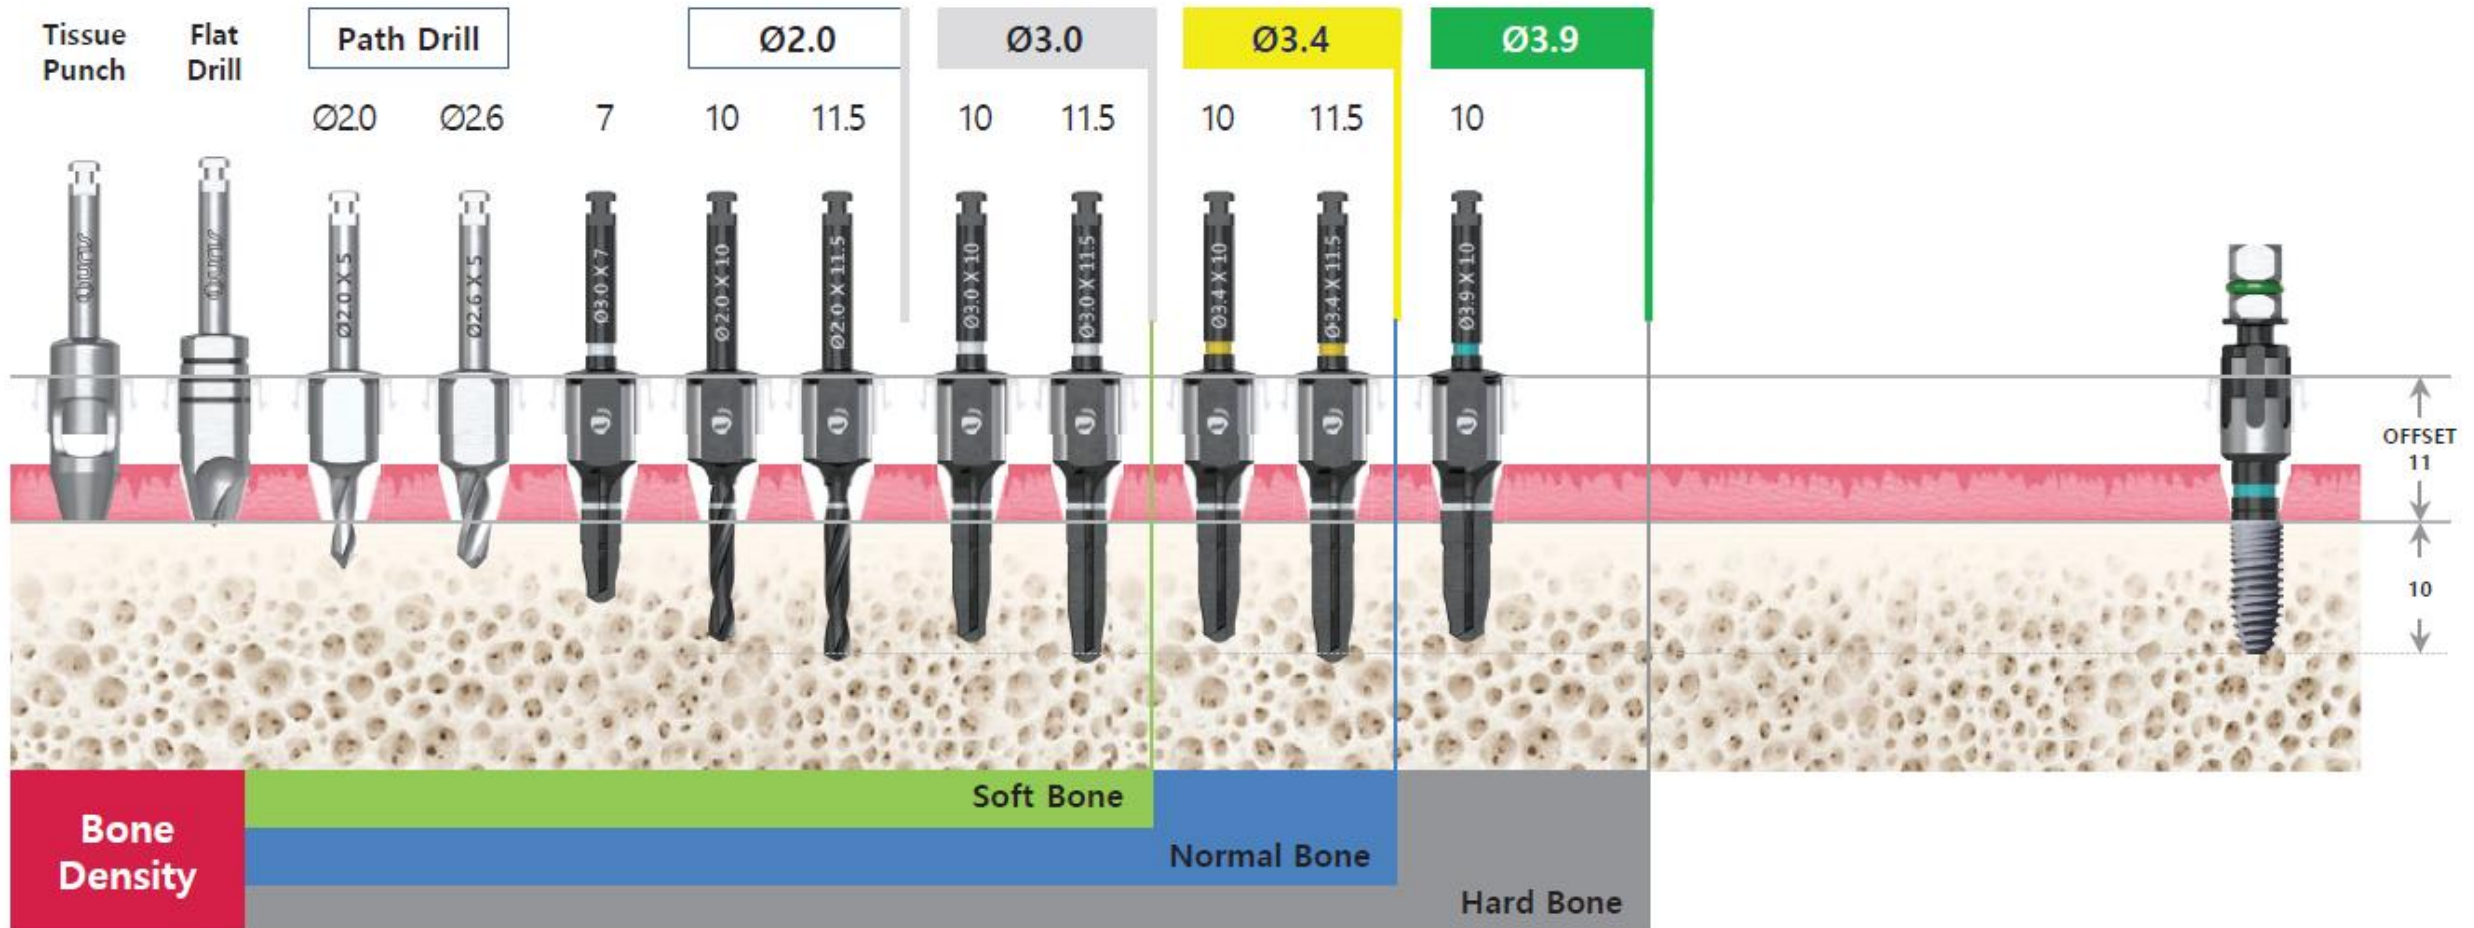 Tissue
Punch
Flat
Drill
Path Drill
Ø2.0
Ø3.0
Ø3.4
Ø3.9
Ø2.0
Ø2.6
7
10
11.5
10
11.5
10
11.5
10
Ø2.0 X 5
Ø2.6 X 5
Ø3.0 X 7
Ø2.0 X 10
Ø2.0 X 11.5
Ø3.0 X 10
Ø3.0 X 11.5
Ø3.4 X 10
Ø3.4 X 11.5
Ø3.9 X 10
OFFSET
11
10
Bone
Density
Soft Bone
Normal Bone
Hard Bone